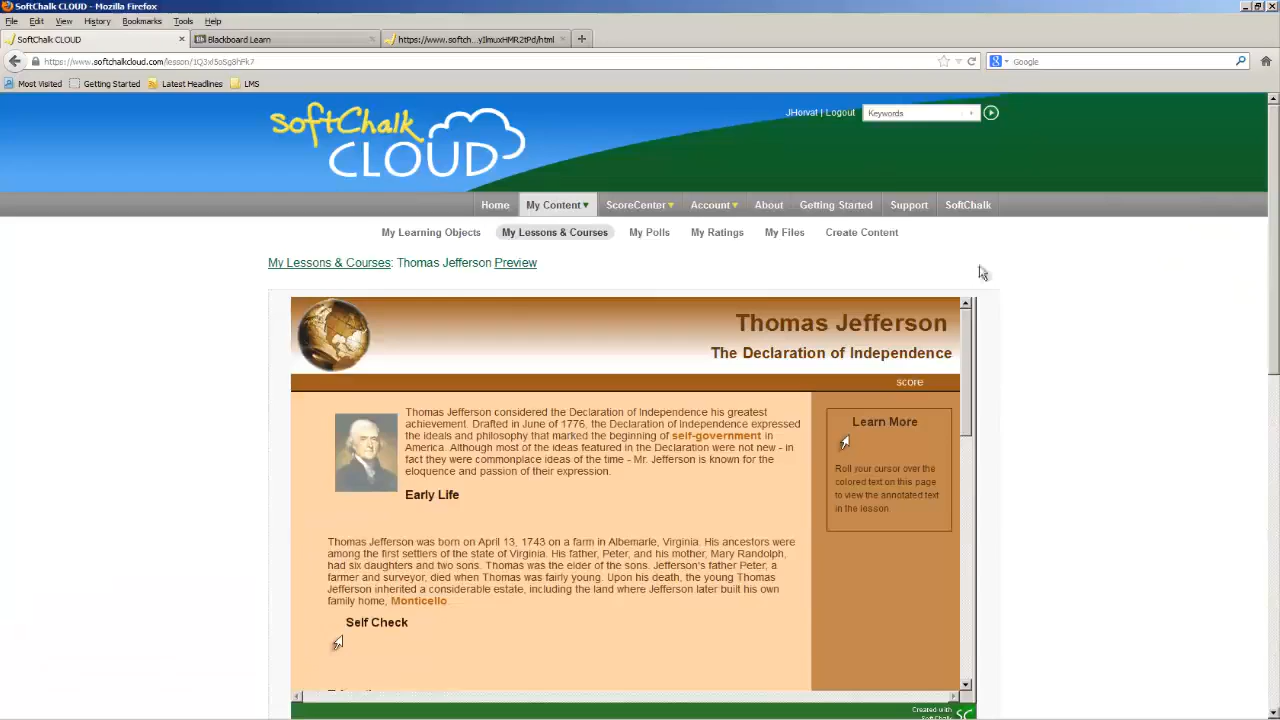 SoftChalk CLOUD - Mozilla Firefox
File Edit View History Bookmarks Tools Help
SoftChalk CLOUD
Blackboard Learn
https://www.softch...yIlmuxHMR2tPd/html
Google
Most Visited Getting Started Latest Headlines LMS
softChalk CLOUD
JHorvat | Logout Keywords
Home My Content ScoreCenter Account About Getting Started Support SoftChalk
My Learning Objects My Lessons & Courses My Polls My Ratings My Files Create Content
My Lessons & Courses: Thomas Jefferson Preview
Thomas Jefferson
The Declaration of Independence
score
Thomas Jefferson considered the Declaration of Independence his greatest
achievement. Drafted in June of 1776, the Declaration of Independence expressed
the ideals and philosophy that marked the beginning of self-government in
America. Although most of the ideas featured in the Declaration were not new - in
fact they were commonplace ideas of the time - Mr. Jefferson is known for the
eloquence and passion of their expression.
Early Life
Thomas Jefferson was born on April 13, 1743 on a farm in Albemarle, Virginia. His ancestors were
among the first settlers of the state of Virginia. His father, Peter, and his mother, Mary Randolph,
had six daughters and two sons. Thomas was the elder of the sons. Jefferson's father Peter, a
farmer and surveyor, died when Thomas was fairly young. Upon his death, the young Thomas
Jefferson inherited a considerable estate, including the land where Jefferson later built his own
family home, Monticello.
Self Check
Learn More
Roll your cursor over the
colored text on this page
to view the annotated text
in the lesson
Created with
SoftChalk
SC